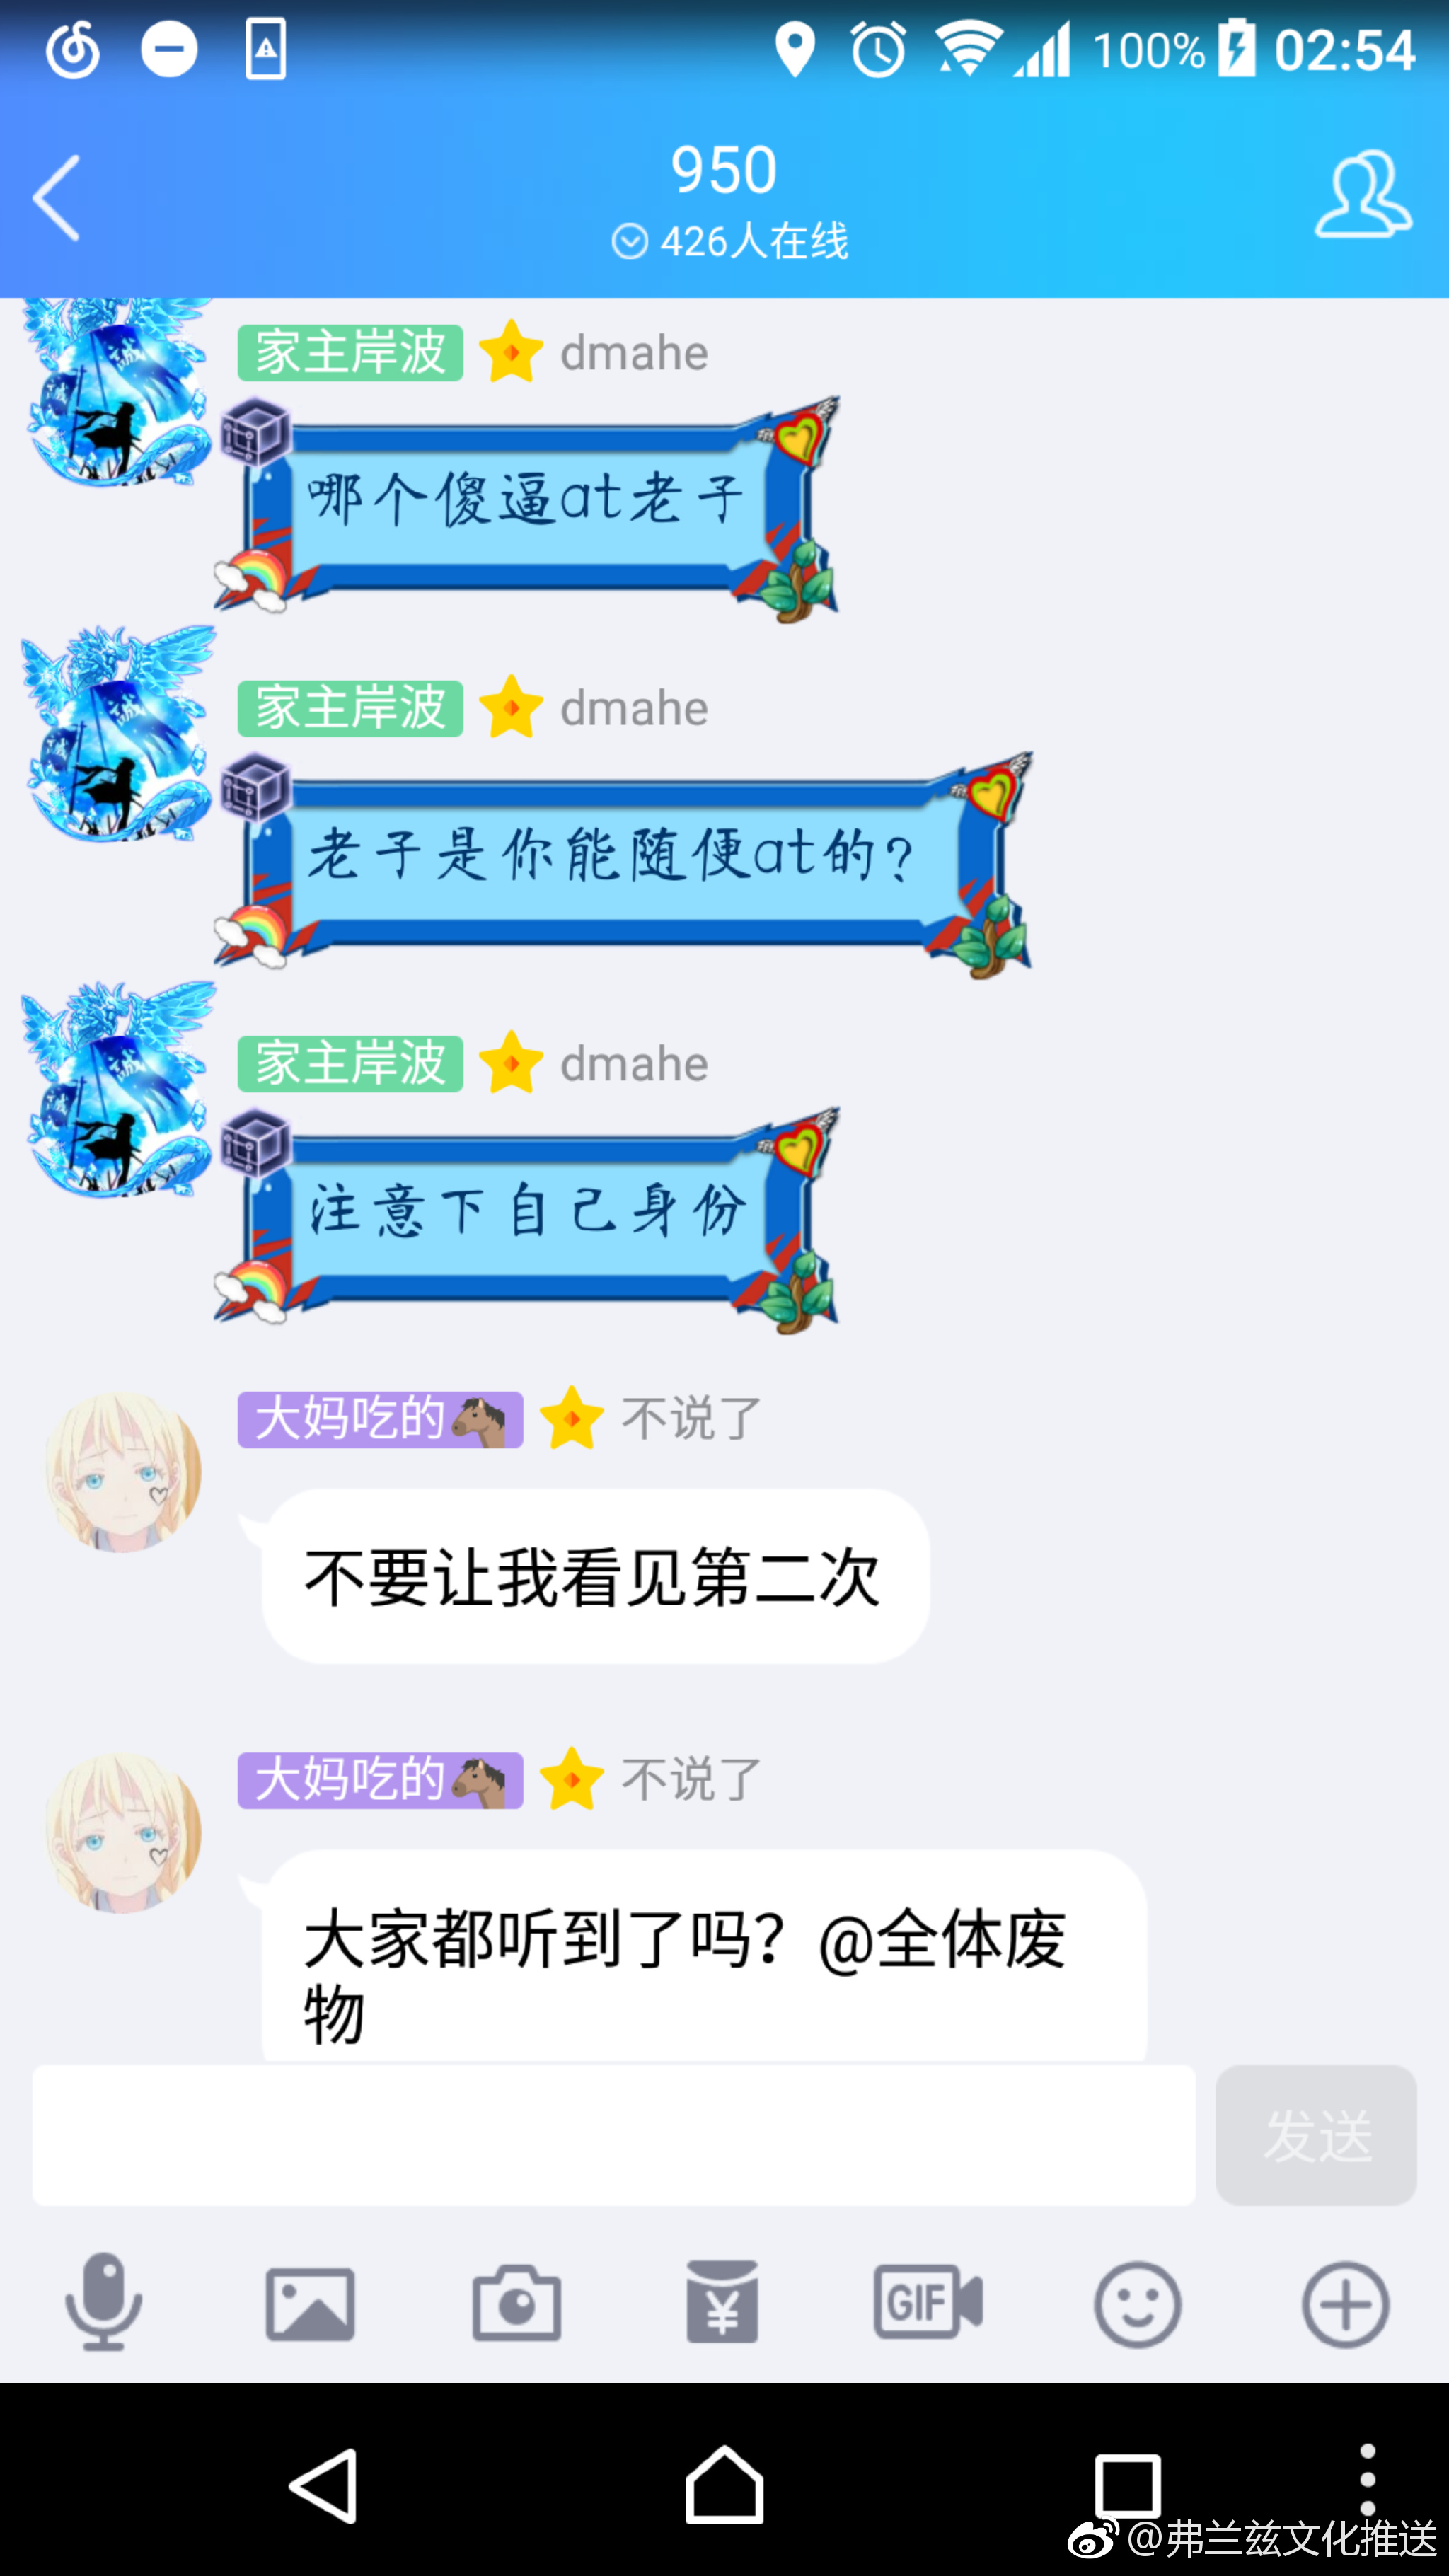 100% 02:54
950
426人在线
家主岸波 dmahe
哪个傻逼at老子
家主岸波 dmahe
老子是你能随便at的?
家主岸波 dmahe
注意下自己身份
大妈吃的🐴 不说了
不要让我看见第二次
大妈吃的🐴 不说了
大家都听到了吗？@全体废
物
发送
GIF
@弗兰兹文化推送